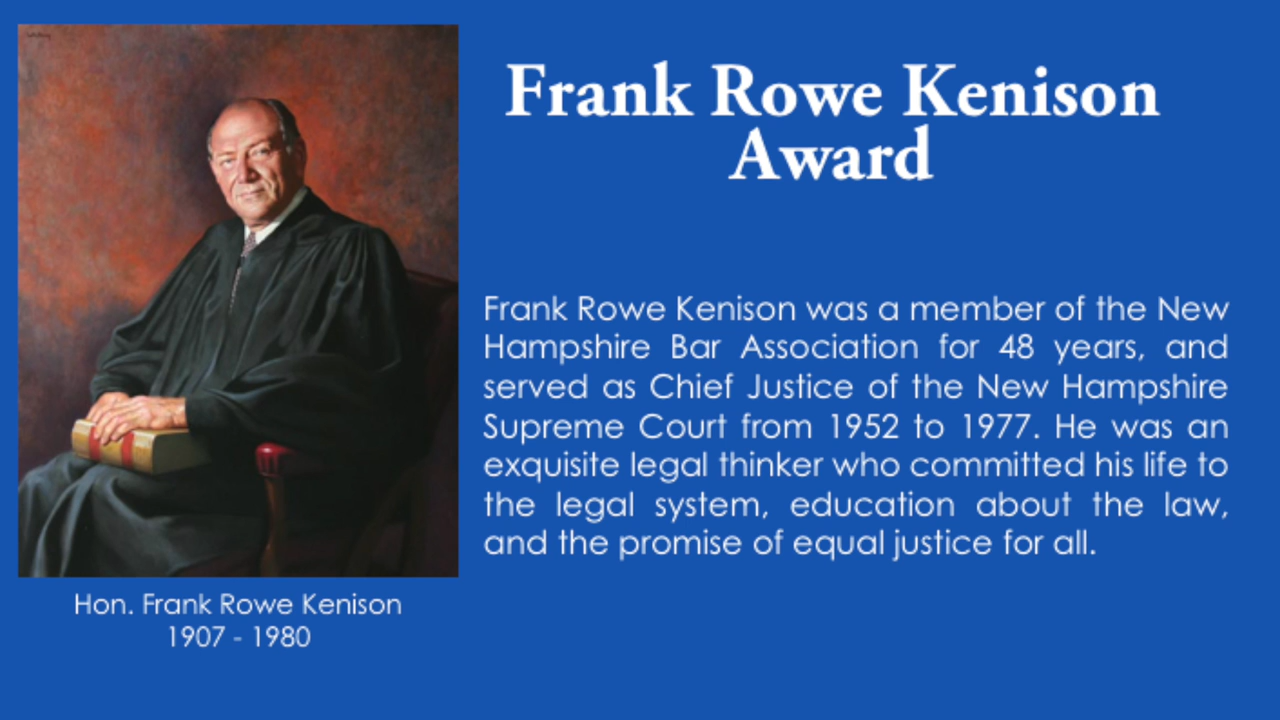 Frank Rowe Kenison
Award
Frank Rowe Kenison was a member of the New
Hampshire Bar Association for 48 years, and
served as Chief Justice of the New Hampshire
Supreme Court from 1952 to 1977. He was an
exquisite legal thinker who committed his life to
the legal system, education about the law,
and the promise of equal justice for all.
Hon. Frank Rowe Kenison
1907 - 1980